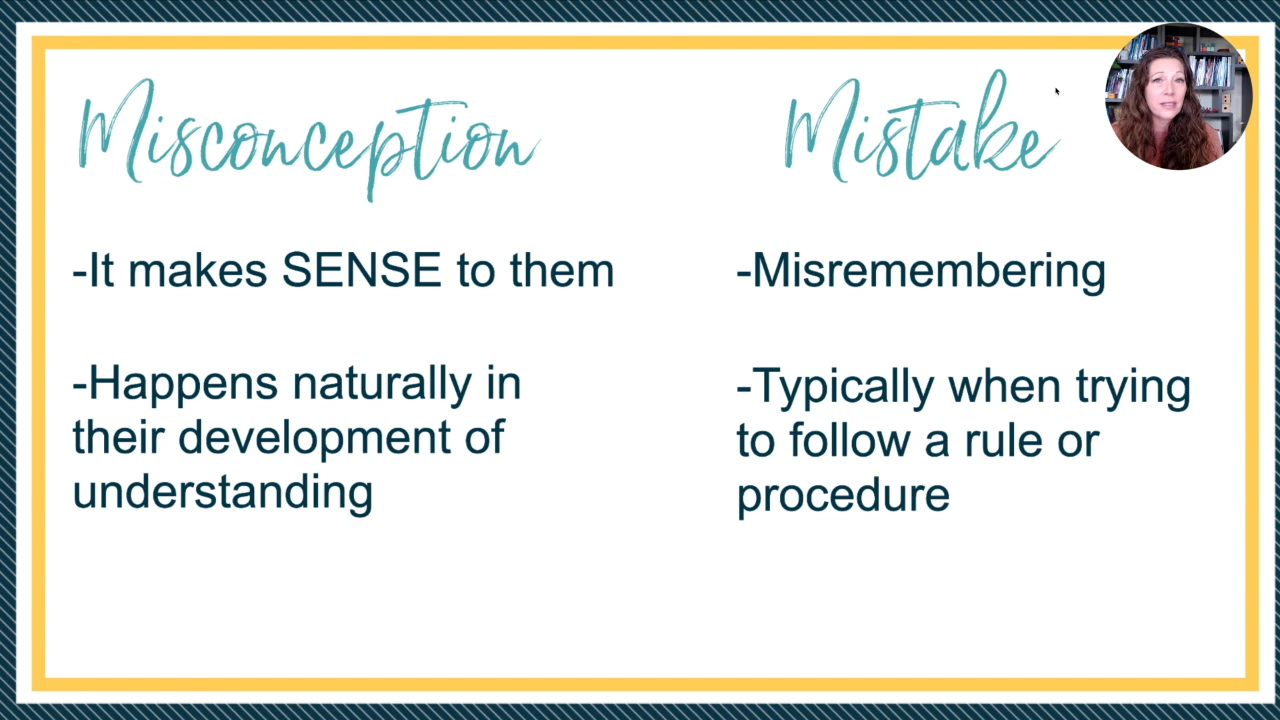 Misconception
-It makes SENSE to them
-Happens naturally in
their development of
understanding
Mistake
-Misremembering
-Typically when trying
to follow a rule or
procedure